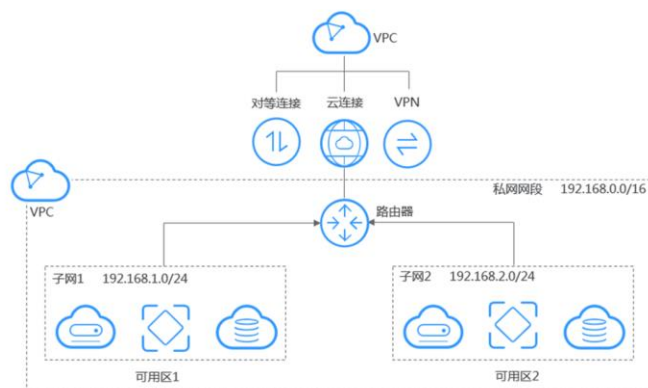 VPC
对等连接 云连接 VPN
VPC
私网网段 192.168.0.0/16
路由器
子网1 192.168.1.0/24
子网2 192.168.2.0/24
可用区1
可用区2